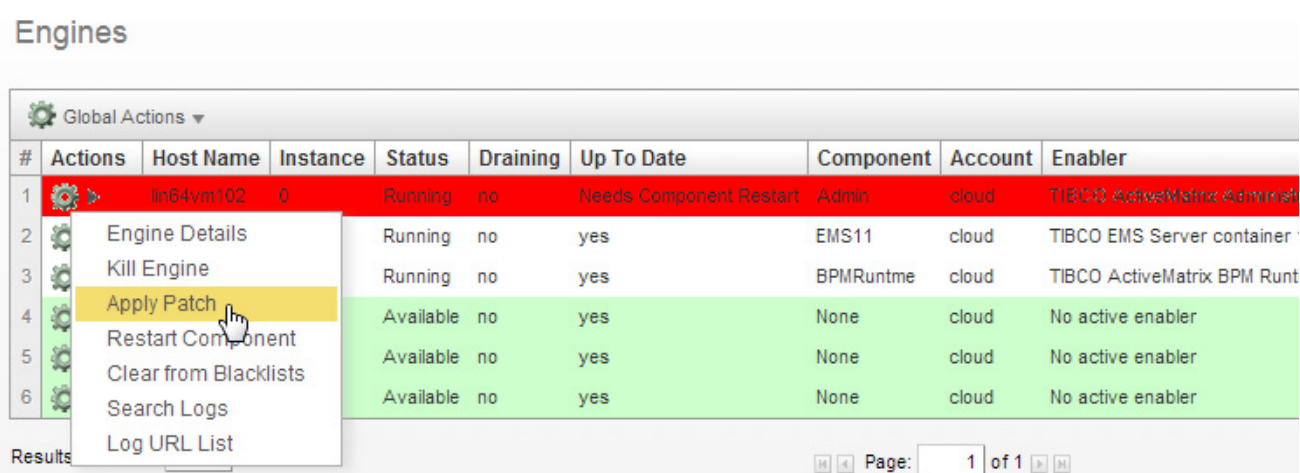 Engines
Global Actions
# Actions Host Name Instance Status Draining Up To Date Component Account Enabler
1 lin64vm102 0 Running no Needs Component Restart Admin cloud TIBCO ActiveMatrix Administ
2 Running no yes EMS11 cloud TIBCO EMS Server container
3 Running no yes BPMRuntme cloud TIBCO ActiveMatrix BPM Runt
4 Available no yes None cloud No active enabler
5 Available no yes None cloud No active enabler
6 Available no yes None cloud No active enabler
Engine Details
Kill Engine
Apply Patch
Restart Component
Clear from Blacklists
Search Logs
Log URL List
Results
Page: 1 of 1